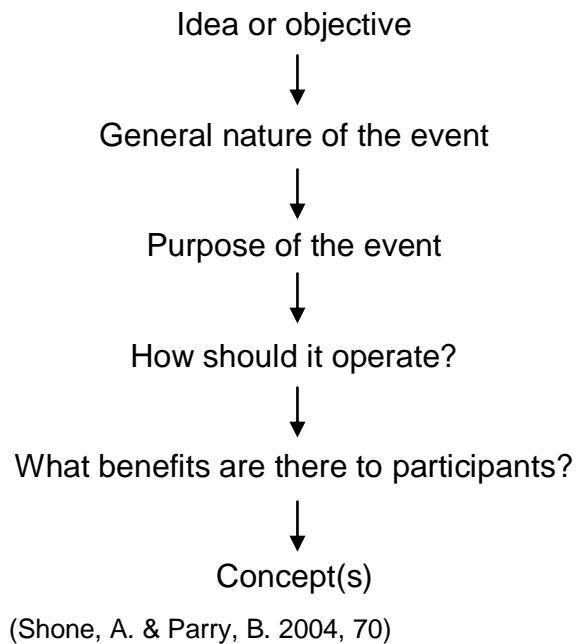 Idea or objective
General nature of the event
Purpose of the event
How should it operate?
What benefits are there to participants?
Concept(s)
(Shone, A. & Parry, B. 2004, 70)